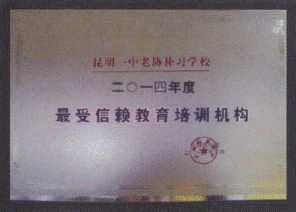 昆明一中老协补习学校
二〇一四年度
最受信赖教育培训机构